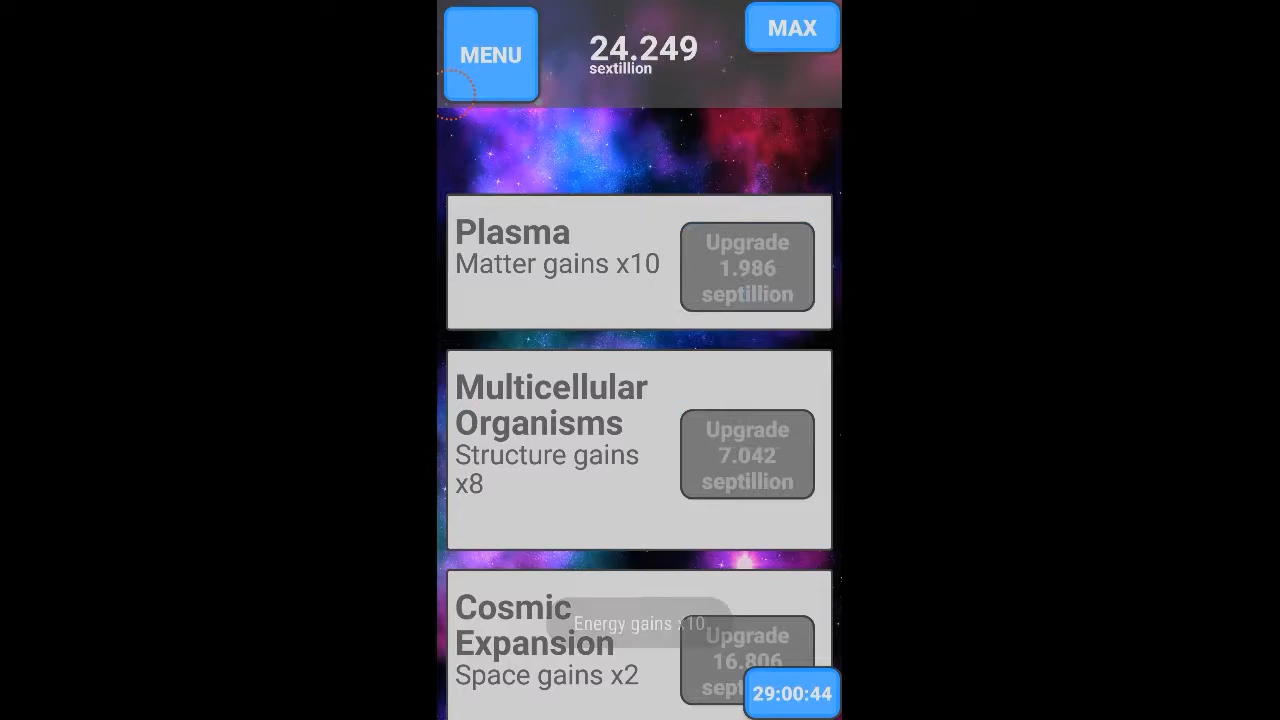 MENU
24.249
sextillion
MAX
Plasma
Matter gains x10
Upgrade
1.986
septillion
Multicellular
Organisms
Structure gains
x8
Upgrade
7.042
septillion
Cosmic
Expansion
Space gains x2
Energy gains x10
Upgrade
16.806
sept
29:00:44